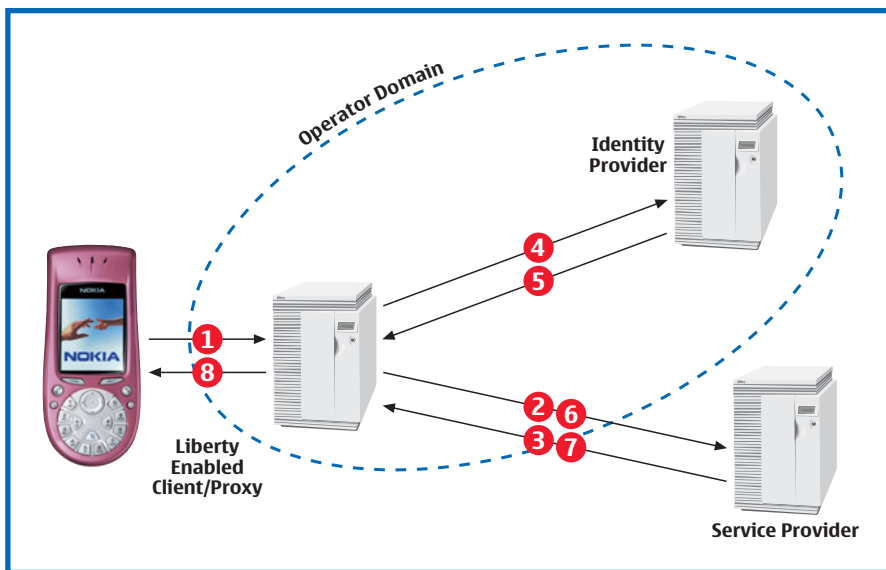 Operator Domain
Identity
Provider
4
5
NOKIA
NOKIA
1
8
2
6
3
7
Liberty
Enabled
Client/Proxy
Service Provider